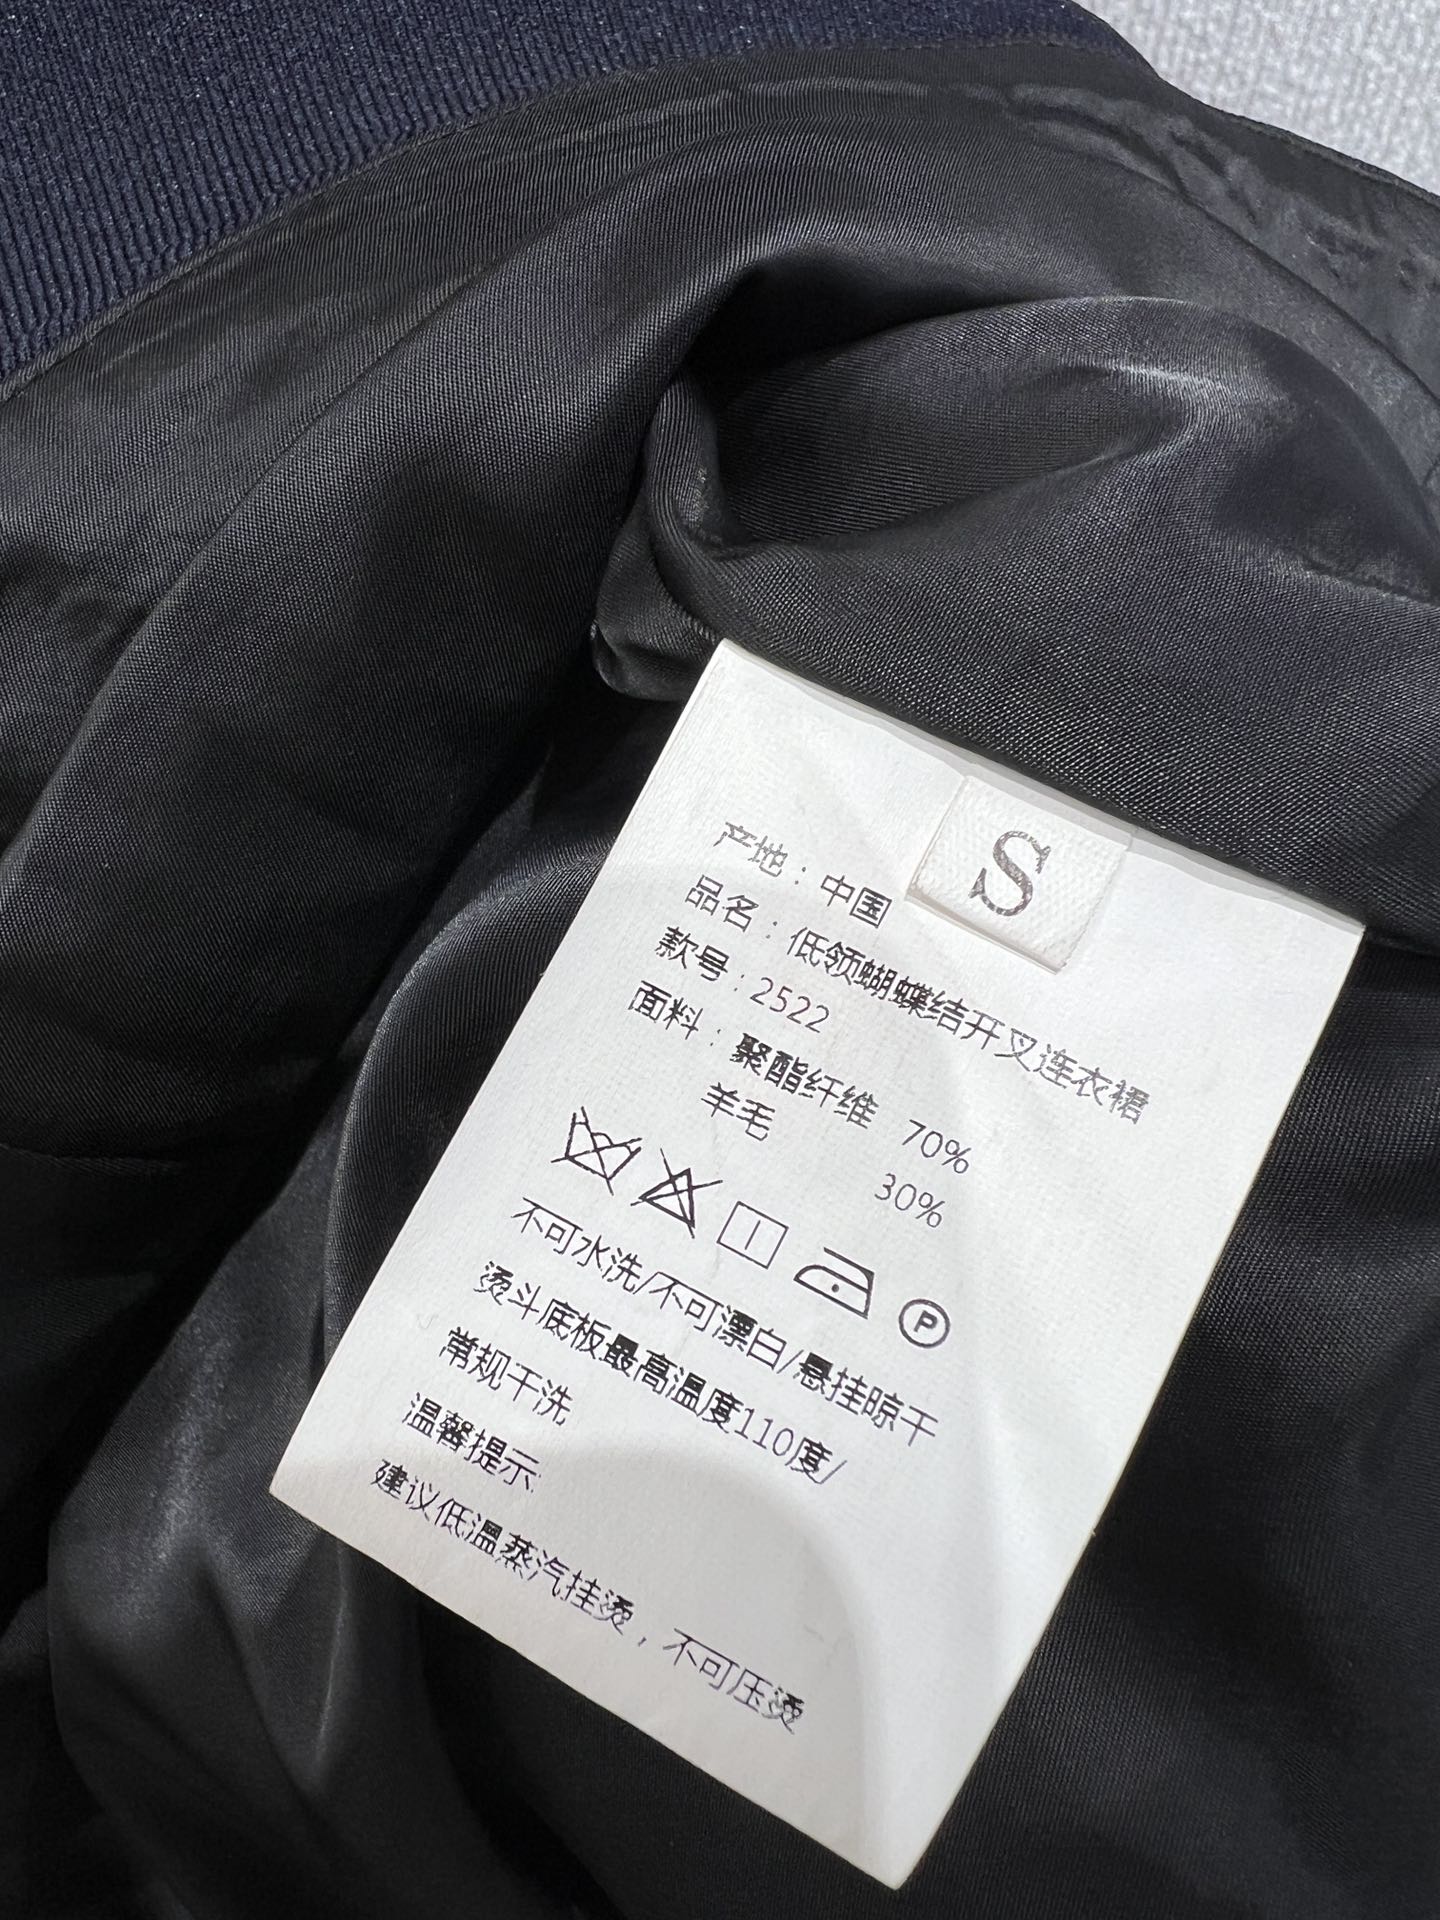 S
产地：中国
品名：低领蝴蝶结开叉连衣裙
款号：2522
面料：聚酯纤维 70%
羊毛 30%
P
不可水洗/不可漂白/悬挂晾干
烫斗底板最高温度110度/
常规干洗
温馨提示:
建议低温蒸汽挂烫，不可压烫